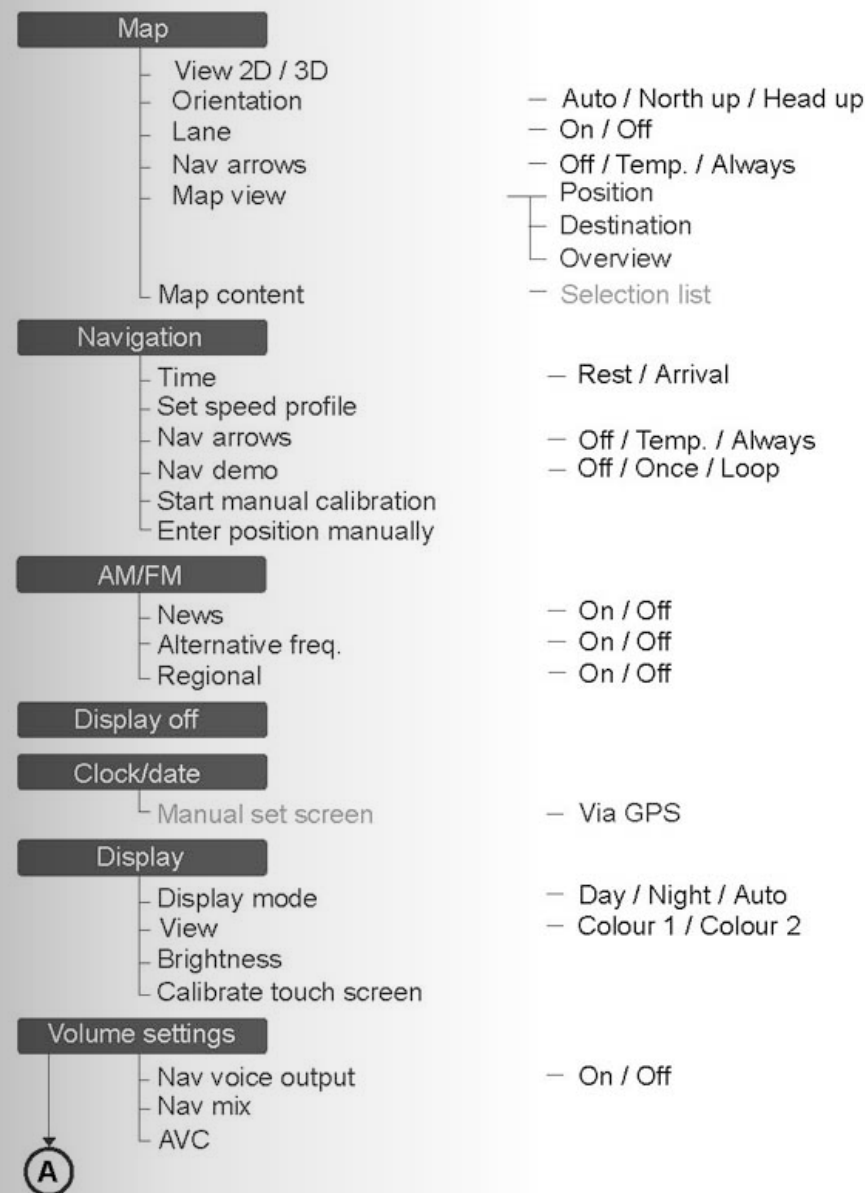 Map
View 2D / 3D
Orientation — Auto / North up / Head up
Lane — On / Off
Nav arrows — Off / Temp. / Always
Map view Position
Destination
Overview
Map content — Selection list
Navigation
Time — Rest / Arrival
Set speed profile
Nav arrows — Off / Temp. / Always
Nav demo — Off / Once / Loop
Start manual calibration
Enter position manually
AM/FM
News — On / Off
Alternative freq. — On / Off
Regional — On / Off
Display off
Clock/date
Manual set screen — Via GPS
Display
Display mode — Day / Night / Auto
View — Colour 1 / Colour 2
Brightness
Calibrate touch screen
Volume settings
Nav voice output — On / Off
Nav mix
AVC
A